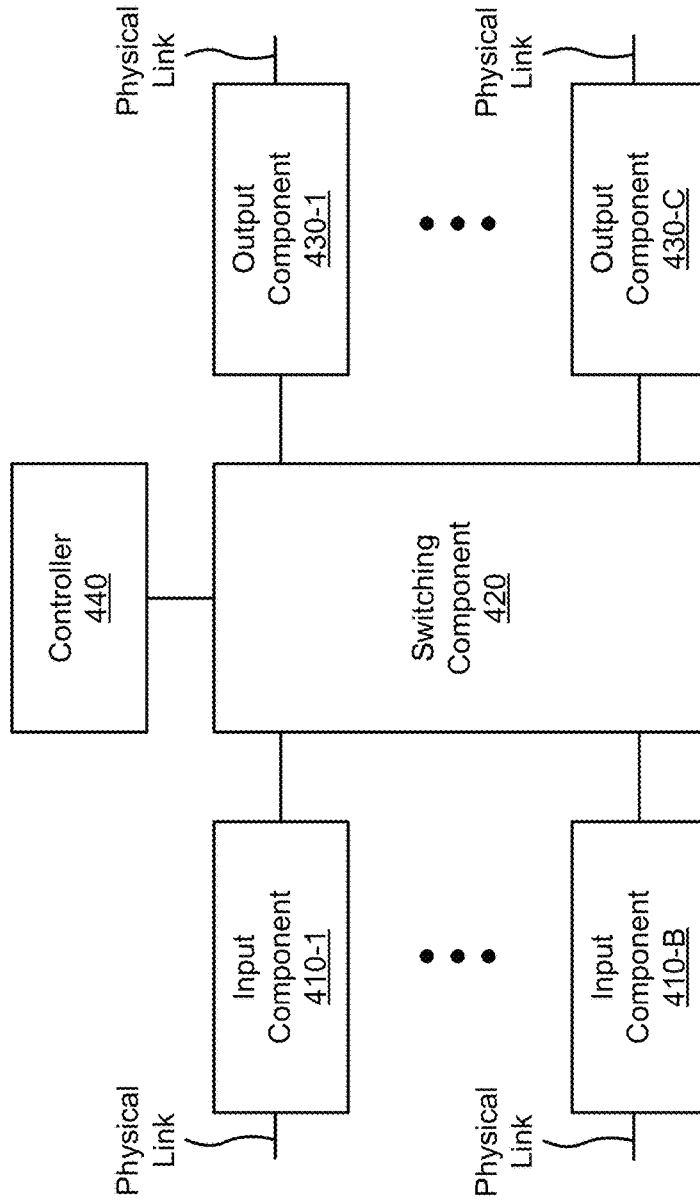 Controller
440
Physical
Link
Input
Component
410-1
Switching
Component
420
Output
Component
430-1
Physical
Link
Physical
Link
Input
Component
410-B
Output
Component
430-C
Physical
Link